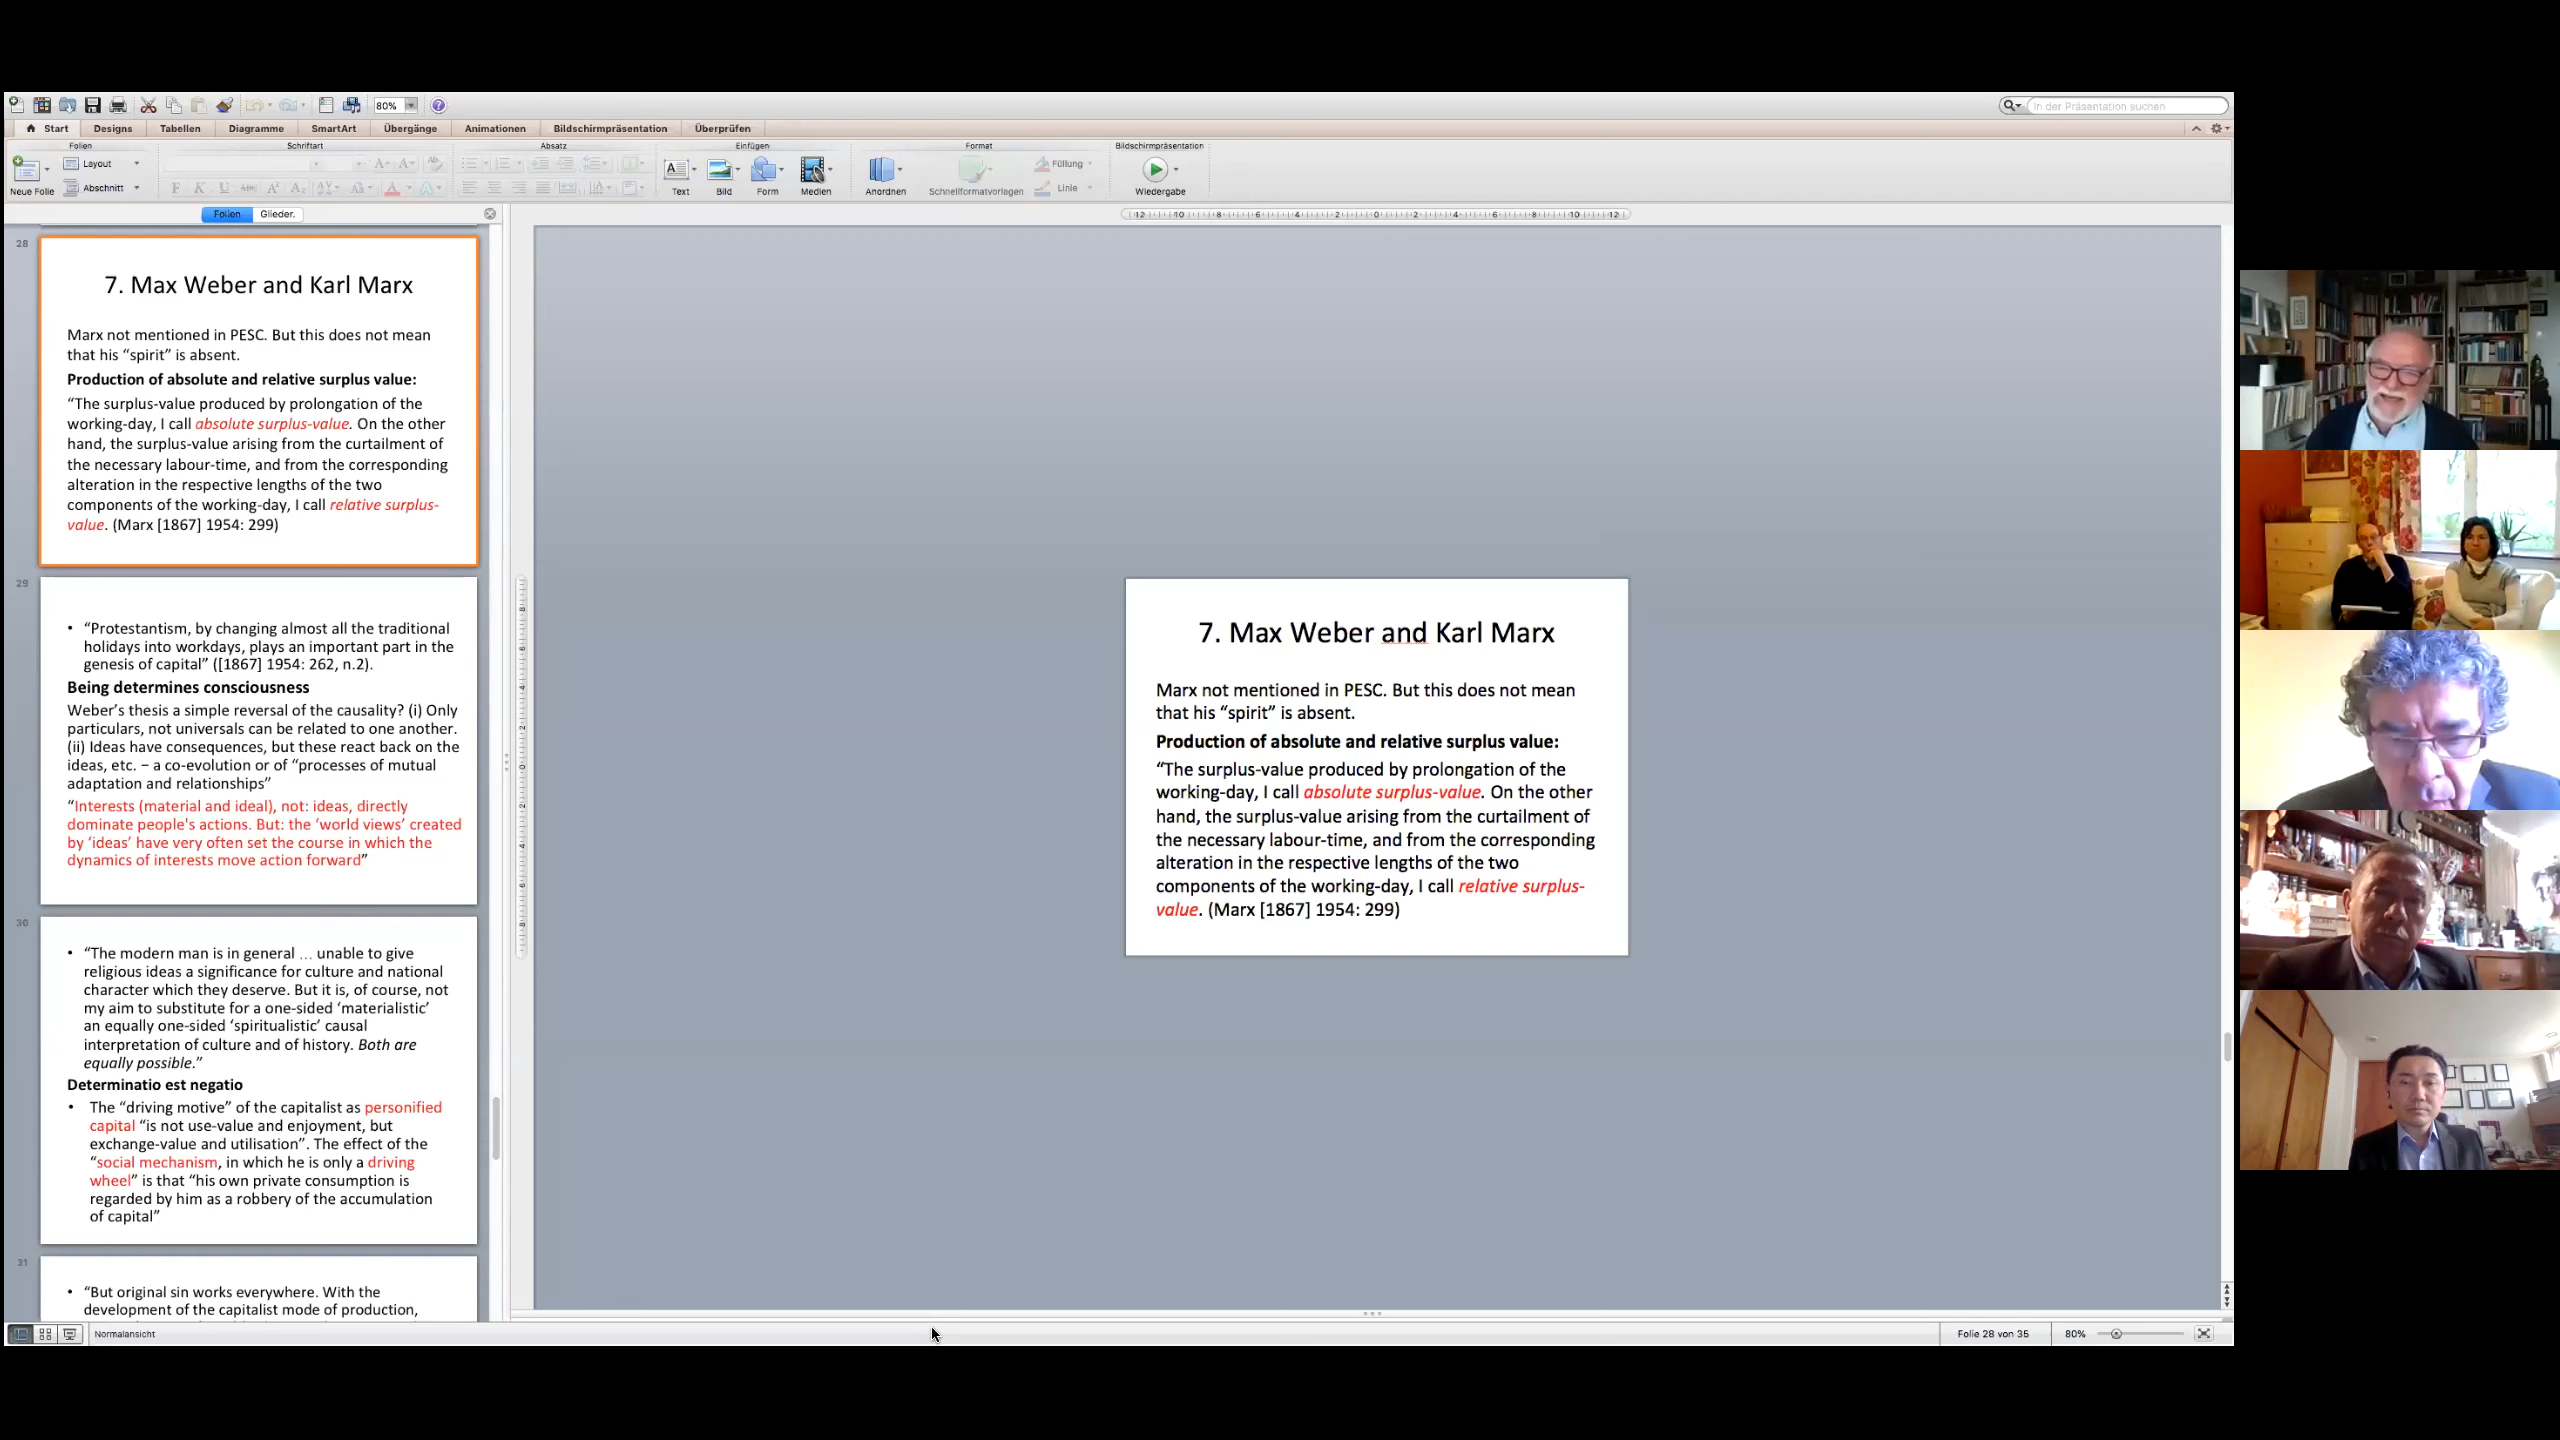 80%
In der Präsentation suchen
Start
Designs
Tabellen
Diagramme
SmartArt
Übergänge
Animationen
Bildschirmpräsentation
Überprüfen
Folien
Schriftart
Absatz
Einfügen
Format
Bildschirmpräsentation
Neue Folie
Layout
Abschnitt
Text
Bild
Form
Medien
Anordnen
Schnellformatvorlagen
Füllung
Linie
Wiedergabe
Folien
Glieder.
28
7. Max Weber and Karl Marx
Marx not mentioned in PESC. But this does not mean
that his “spirit” is absent.
Production of absolute and relative surplus value:
“The surplus-value produced by prolongation of the
working-day, I call absolute surplus-value. On the other
hand, the surplus-value arising from the curtailment of
the necessary labour-time, and from the corresponding
alteration in the respective lengths of the two
components of the working-day, I call relative surplus-
value. (Marx [1867] 1954: 299)
29
• “Protestantism, by changing almost all the traditional
holidays into workdays, plays an important part in the
genesis of capital” ([1867] 1954: 262, n.2).
Being determines consciousness
Weber’s thesis a simple reversal of the causality? (i) Only
particulars, not universals can be related to one another.
(ii) Ideas have consequences, but these react back on the
ideas, etc. – a co-evolution or of “processes of mutual
adaptation and relationships”
“Interests (material and ideal), not: ideas, directly
dominate people's actions. But: the ‘world views’ created
by ‘ideas’ have very often set the course in which the
dynamics of interests move action forward”
30
• “The modern man is in general … unable to give
religious ideas a significance for culture and national
character which they deserve. But it is, of course, not
my aim to substitute for a one-sided ‘materialistic’
an equally one-sided ‘spiritualistic’ causal
interpretation of culture and of history. Both are
equally possible.”
Determinatio est negatio
• The “driving motive” of the capitalist as personified
capital “is not use-value and enjoyment, but
exchange-value and utilisation”. The effect of the
“social mechanism, in which he is only a driving
wheel” is that “his own private consumption is
regarded by him as a robbery of the accumulation
of capital”
31
• “But original sin works everywhere. With the
development of the capitalist mode of production,
7. Max Weber and Karl Marx
Marx not mentioned in PESC. But this does not mean
that his “spirit” is absent.
Production of absolute and relative surplus value:
“The surplus-value produced by prolongation of the
working-day, I call absolute surplus-value. On the other
hand, the surplus-value arising from the curtailment of
the necessary labour-time, and from the corresponding
alteration in the respective lengths of the two
components of the working-day, I call relative surplus-
value. (Marx [1867] 1954: 299)
Normalansicht
Folie 28 von 35
80%